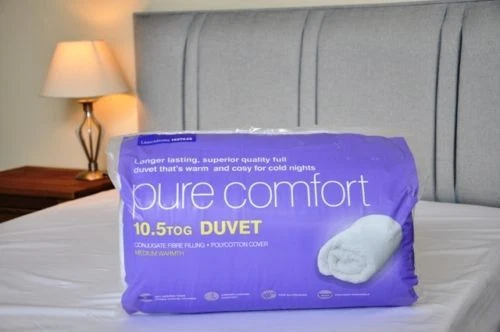 Longer lasting, superior quality full
duvet that's warm and cosy for cold nights
pure comfort
10.5TOG DUVET
CONJUGATE FIBRE FILLING • POLYCOTTON COVER
MEDIUM WARMTH